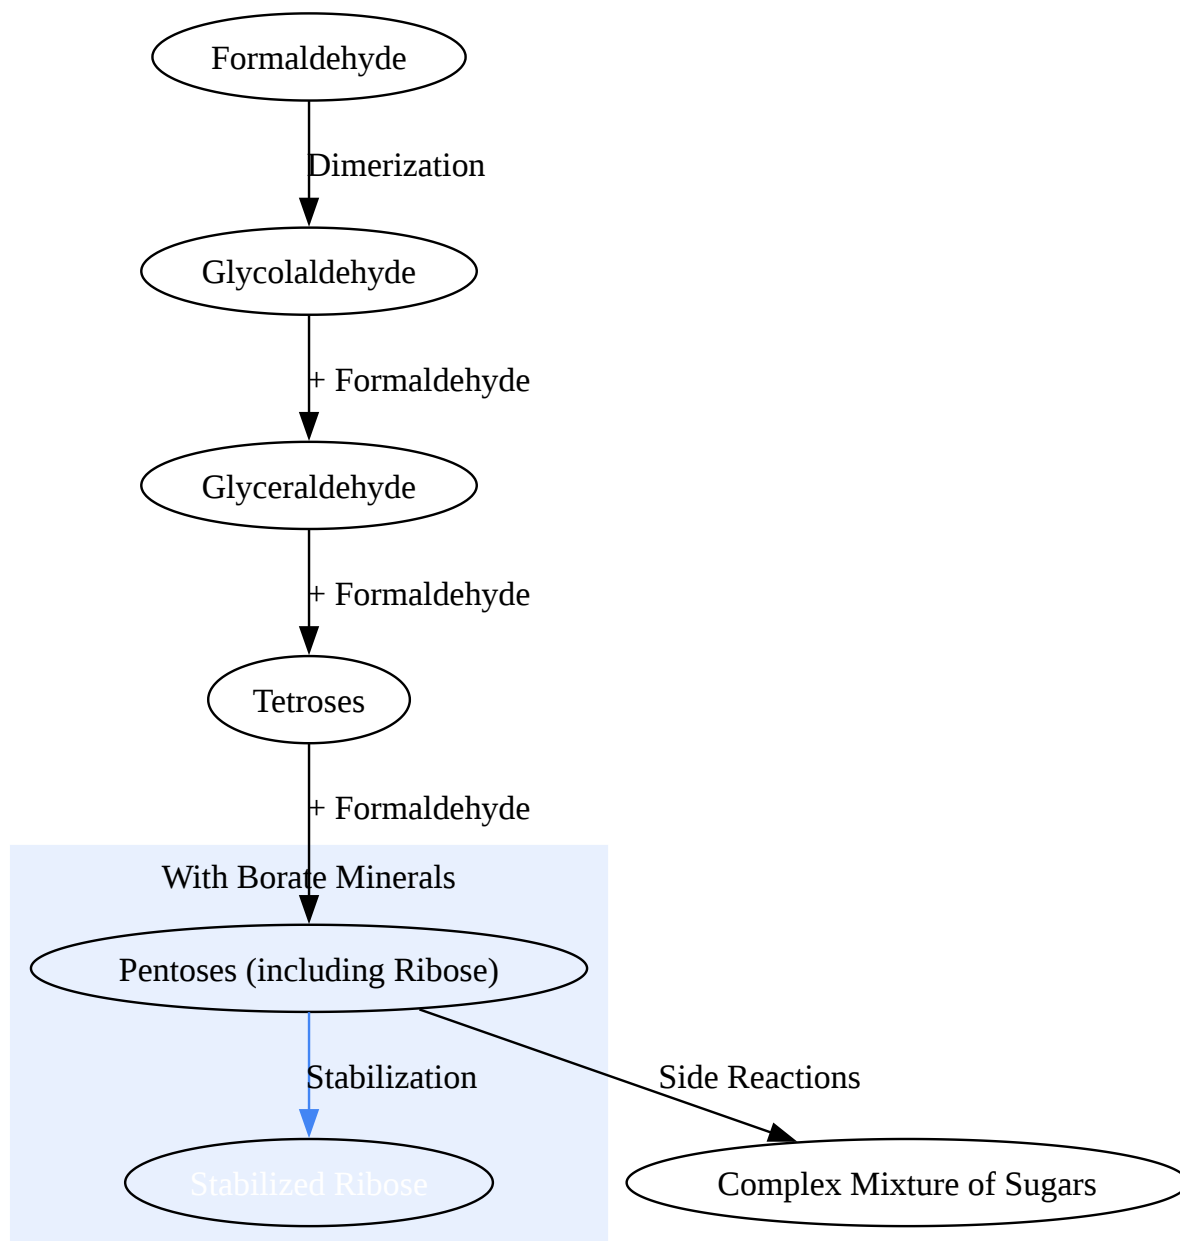 Formaldehyde
Dimerization
Glycolaldehyde
+ Formaldehyde
Glyceraldehyde
+ Formaldehyde
Tetroses
+ Formaldehyde
With Borate Minerals
Pentoses (including Ribose)
Stabilization
Side Reactions
Stabilized Ribose
Complex Mixture of Sugars